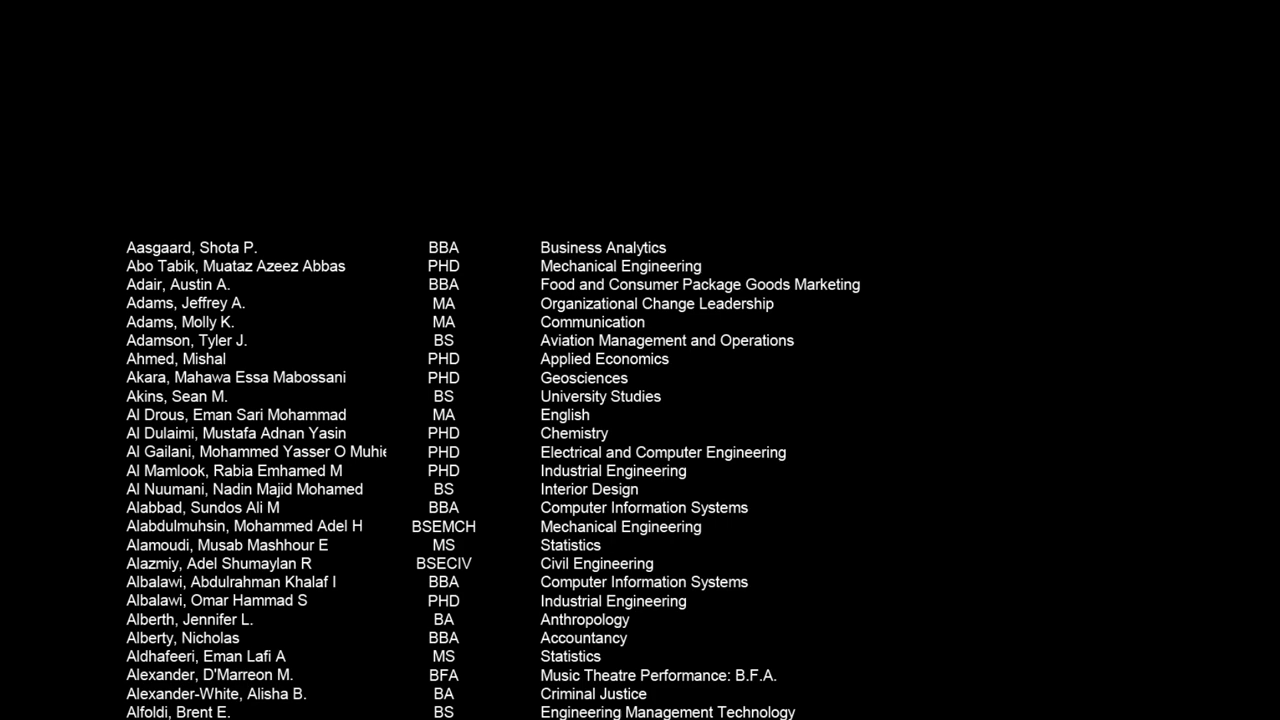 Aasgaard, Shota P. BBA Business Analytics
Abo Tabik, Muataz Azeez Abbas PHD Mechanical Engineering
Adair, Austin A. BBA Food and Consumer Package Goods Marketing
Adams, Jeffrey A. MA Organizational Change Leadership
Adams, Molly K. MA Communication
Adamson, Tyler J. BS Aviation Management and Operations
Ahmed, Mishal PHD Applied Economics
Akara, Mahawa Essa Mabossani PHD Geosciences
Akins, Sean M. BS University Studies
Al Drous, Eman Sari Mohammad MA English
Al Dulaimi, Mustafa Adnan Yasin PHD Chemistry
Al Gailani, Mohammed Yasser O Muhie PHD Electrical and Computer Engineering
Al Mamlook, Rabia Emhamed M PHD Industrial Engineering
Al Nuumani, Nadin Majid Mohamed BS Interior Design
Alabbad, Sundos Ali M BBA Computer Information Systems
Alabdulmuhsin, Mohammed Adel H BSEMCH Mechanical Engineering
Alamoudi, Musab Mashhour E MS Statistics
Alazmiy, Adel Shumaylan R BSECIV Civil Engineering
Albalawi, Abdulrahman Khalaf I BBA Computer Information Systems
Albalawi, Omar Hammad S PHD Industrial Engineering
Alberth, Jennifer L. BA Anthropology
Alberty, Nicholas BBA Accountancy
Aldhafeeri, Eman Lafi A MS Statistics
Alexander, D'Marreon M. BFA Music Theatre Performance: B.F.A.
Alexander-White, Alisha B. BA Criminal Justice
Alfoldi, Brent E. BS Engineering Management Technology